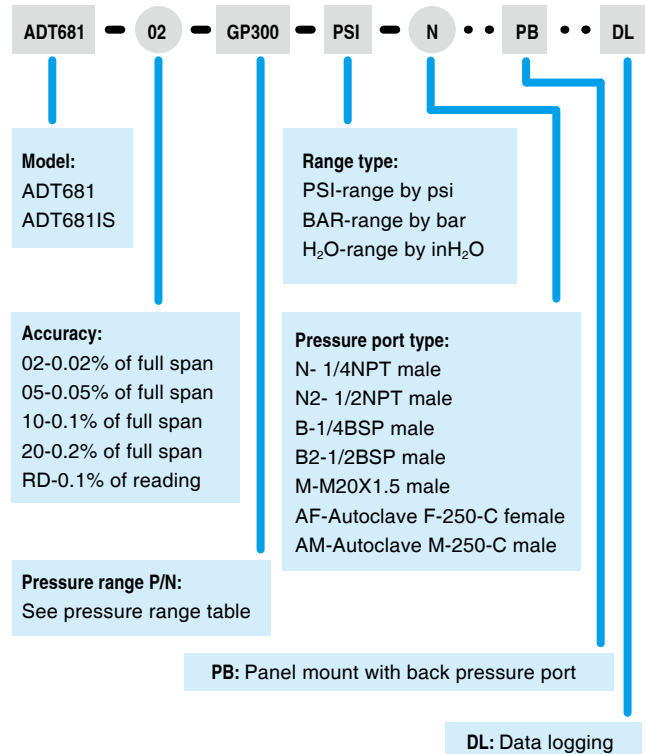 ADT681 - 02 - GP300 - PSI - N · · PB · · DL
Model:
ADT681
ADT681IS
Range type:
PSI-range by psi
BAR-range by bar
H₂O-range by inH₂O
Accuracy:
02-0.02% of full span
05-0.05% of full span
10-0.1% of full span
20-0.2% of full span
RD-0.1% of reading
Pressure port type:
N- 1/4NPT male
N2- 1/2NPT male
B-1/4BSP male
B2-1/2BSP male
M-M20X1.5 male
AF-Autoclave F-250-C female
AM-Autoclave M-250-C male
Pressure range P/N:
See pressure range table
PB: Panel mount with back pressure port
DL: Data logging